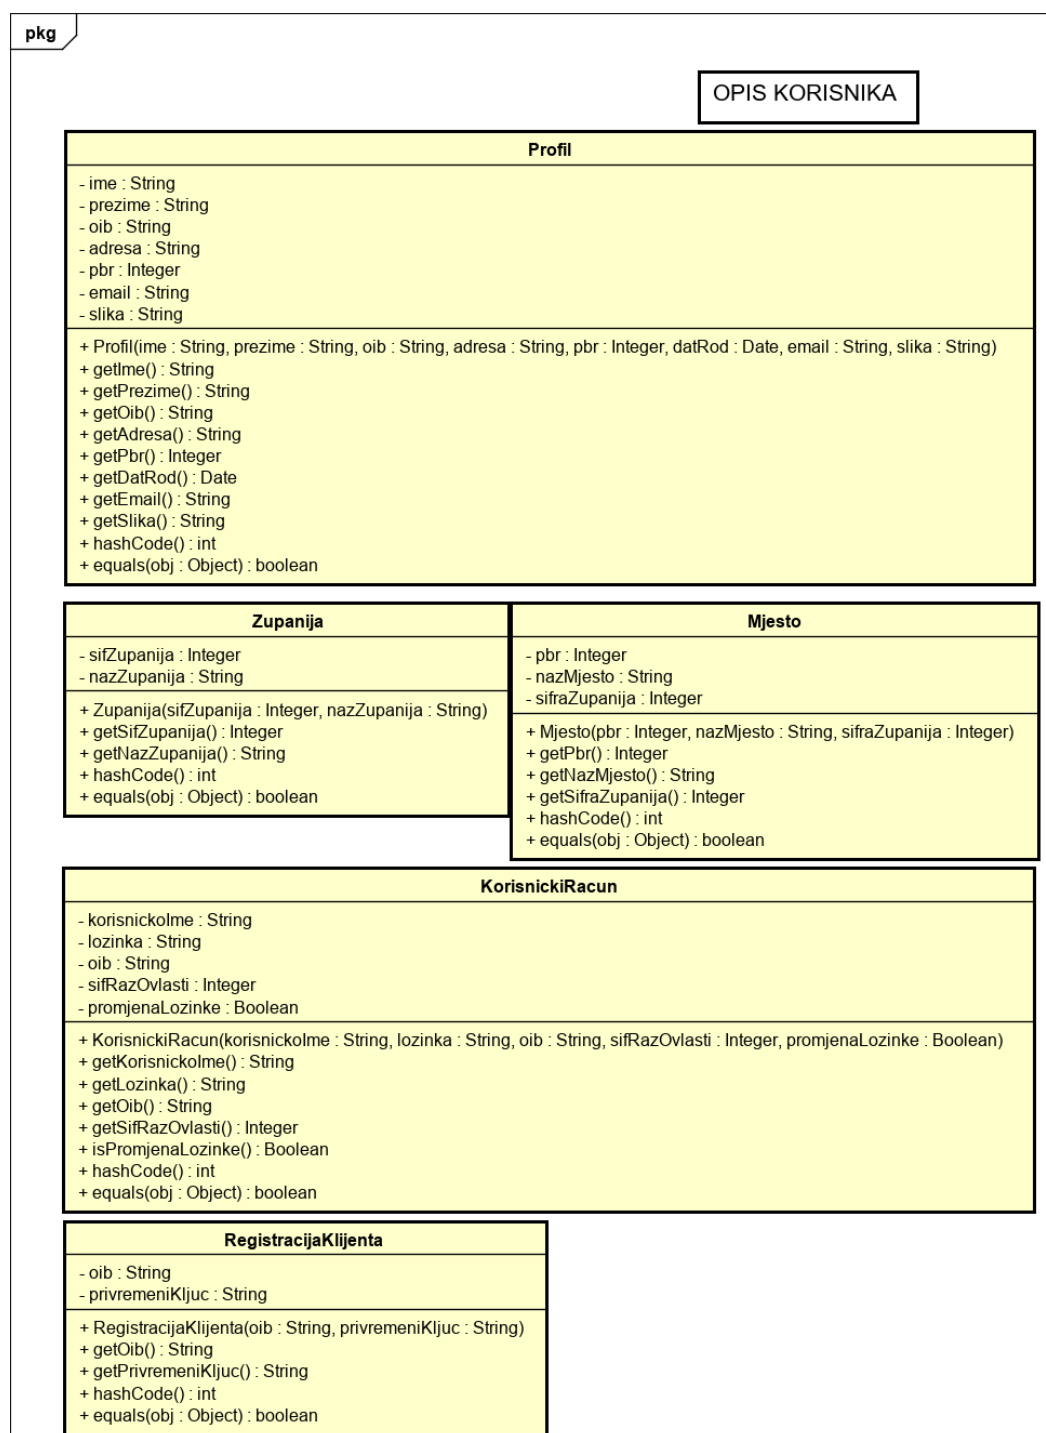 pkg
OPIS KORISNIKA
Profil
- ime : String
- prezime : String
- oib : String
- adresa : String
- pbr : Integer
- email : String
- slika : String
+ Profil(ime : String, prezime : String, oib : String, adresa : String, pbr : Integer, datRod : Date, email : String, slika : String)
+ getIme() : String
+ getPrezime() : String
+ getOib() : String
+ getAdresa() : String
+ getPbr() : Integer
+ getDatRod() : Date
+ getEmail() : String
+ getSlika() : String
+ hashCode() : int
+ equals(obj : Object) : boolean
Zupanija
- sifZupanija : Integer
- nazZupanija : String
+ Zupanija(sifZupanija : Integer, nazZupanija : String)
+ getSifZupanija() : Integer
+ getNazZupanija() : String
+ hashCode() : int
+ equals(obj : Object) : boolean
Mjesto
- pbr : Integer
- nazMjesto : String
- sifraZupanija : Integer
+ Mjesto(pbr : Integer, nazMjesto : String, sifraZupanija : Integer)
+ getPbr() : Integer
+ getNazMjesto() : String
+ getSifraZupanija() : Integer
+ hashCode() : int
+ equals(obj : Object) : boolean
KorisnickiRacun
- korisnickoIme : String
- lozinka : String
- oib : String
- sifRazOvlasti : Integer
- promjenaLozinke : Boolean
+ KorisnickiRacun(korisnickoIme : String, lozinka : String, oib : String, sifRazOvlasti : Integer, promjenaLozinke : Boolean)
+ getKorisnickoIme() : String
+ getLozinka() : String
+ getOib() : String
+ getSifRazOvlasti() : Integer
+ isPromjenaLozinke() : Boolean
+ hashCode() : int
+ equals(obj : Object) : boolean
RegistracijaKlijenta
- oib : String
- privremeniKljuc : String
+ RegistracijaKlijenta(oib : String, privremeniKljuc : String)
+ getOib() : String
+ getPrivremeniKljuc() : String
+ hashCode() : int
+ equals(obj : Object) : boolean